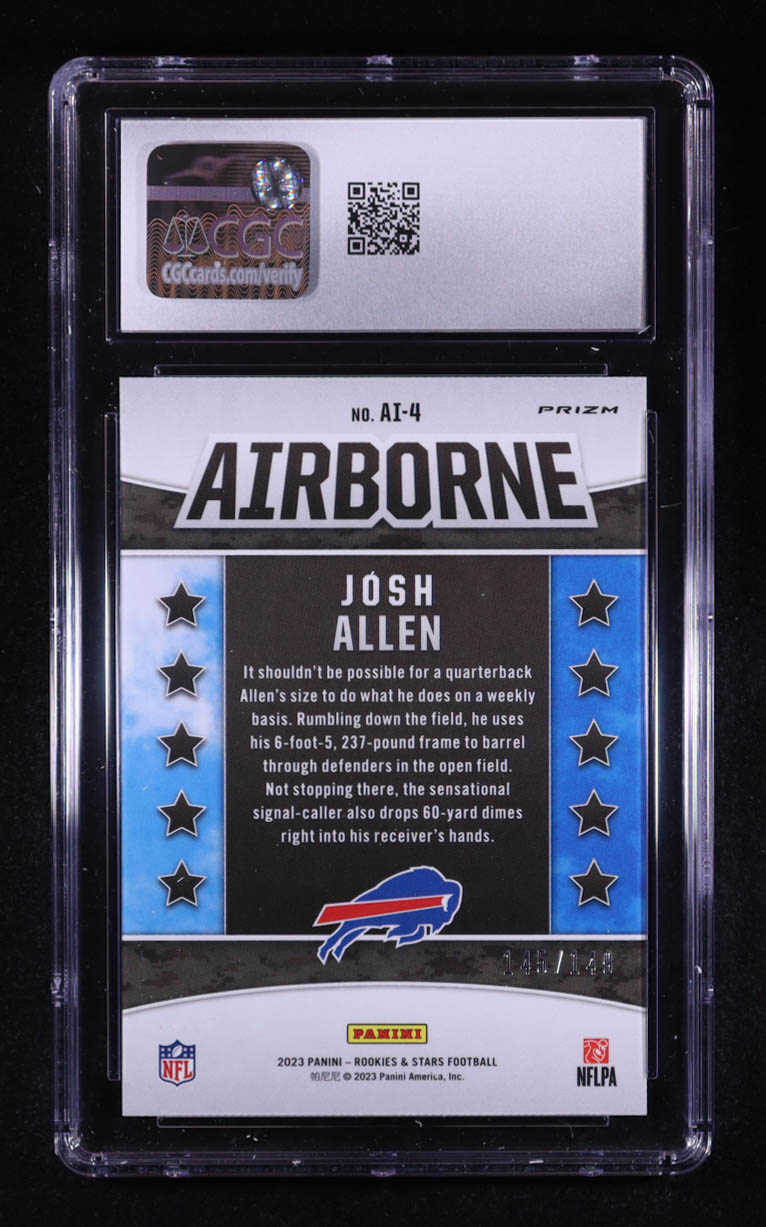 CGC
CGCcards.com/verify
NO. AI-4
PRIZM
AIRBORNE
JOSH
ALLEN
It shouldn't be possible for a quarterback
Allen's size to do what he does on a weekly
basis. Rumbling down the field, he uses
his 6-foot-5, 237-pound frame to barrel
through defenders in the open field.
Not stopping there, the sensational
signal-caller also drops 60-yard dimes
right into his receiver's hands.
145/149
PANINI
NFL
2023 PANINI – ROOKIES & STARS FOOTBALL
帕尼尼 © 2023 Panini America, Inc.
NFLPA